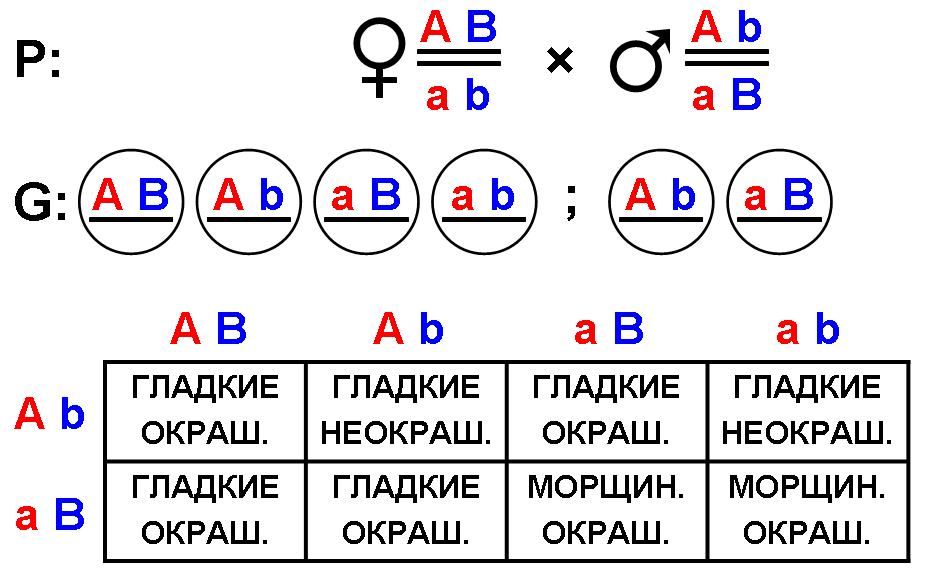 P: ♀ A B × ♂ A b
a b a B
G: A B A b a B a b ; A b a B
A B A b a B a b
A b ГЛАДКИЕ ГЛАДКИЕ ГЛАДКИЕ ГЛАДКИЕ
ОКРАШ. НЕОКРАШ. ОКРАШ. НЕОКРАШ.
a B ГЛАДКИЕ ГЛАДКИЕ МОРЩИН. МОРЩИН.
ОКРАШ. ОКРАШ. ОКРАШ. ОКРАШ.